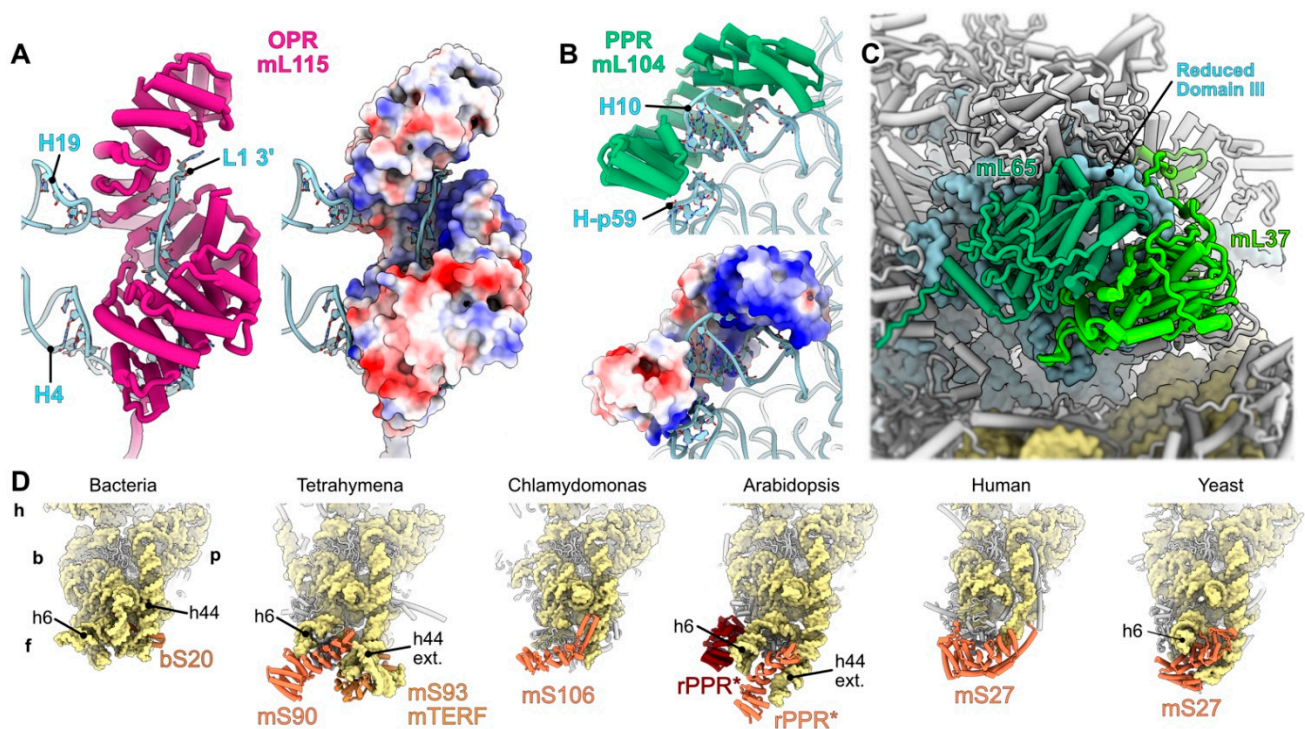 A
OPR
mL115
H19
L1 3'
H4
B
PPR
mL104
H10
H-p59
C
Reduced
Domain III
mL65
mL37
D
Bacteria
Tetrahymena
Chlamydomonas
Arabidopsis
Human
Yeast
h
b
p
f
h6
h44
bS20
h6
h44
ext.
mS90
mS93
mTERF
mS106
h6
rPPR*
h44
ext.
rPPR*
mS27
h6
mS27